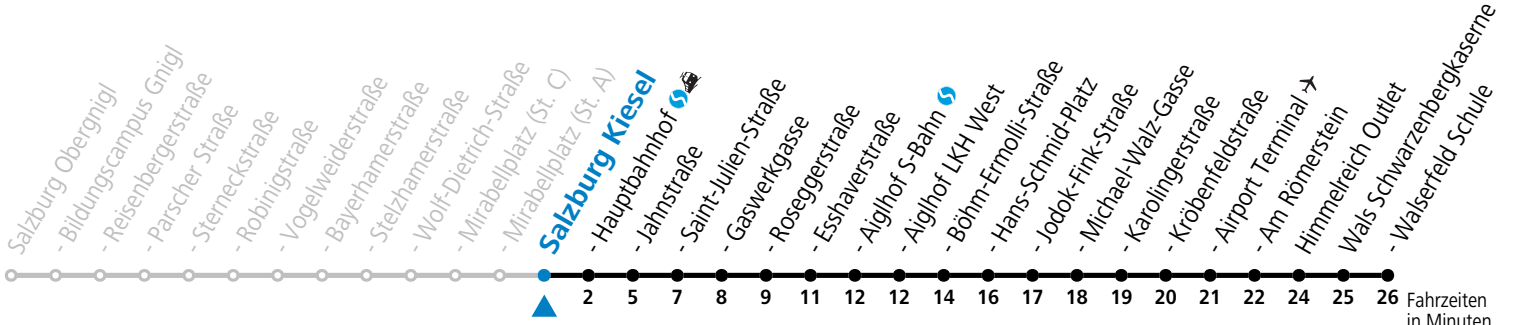 Salzburg Obergnigl
- Bildungscampus Gnigl
- Reisenbergerstraße
- Parscher Straße
- Sterneckstraße
- Robinigstraße
- Vogelweiderstraße
- Bayerhamerstraße
- Stelzhamerstraße
- Wolf-Dietrich-Straße
- Mirabellplatz (St. C)
- Mirabellplatz (St. A)
Salzburg Kiesel
- Hauptbahnhof
- Jahnstraße
- Saint-Julien-Straße
- Gaswerkgasse
- Roseggerstraße
- Esshaverstraße
- Aiglhof S-Bahn
- Aiglhof LKH West
- Böhm-Ermolli-Straße
- Hans-Schmid-Platz
- Jodok-Fink-Straße
- Michael-Walz-Gasse
- Karolingerstraße
- Kröbenfeldstraße
- Airport Terminal
- Am Römerstein
Himmelreich Outlet
Wals Schwarzenbergkaserne
- Walserfeld Schule
2 5 7 8 9 11 12 12 14 16 17 18 19 20 21 22 24 25 26 Fahrzeiten
in Minuten